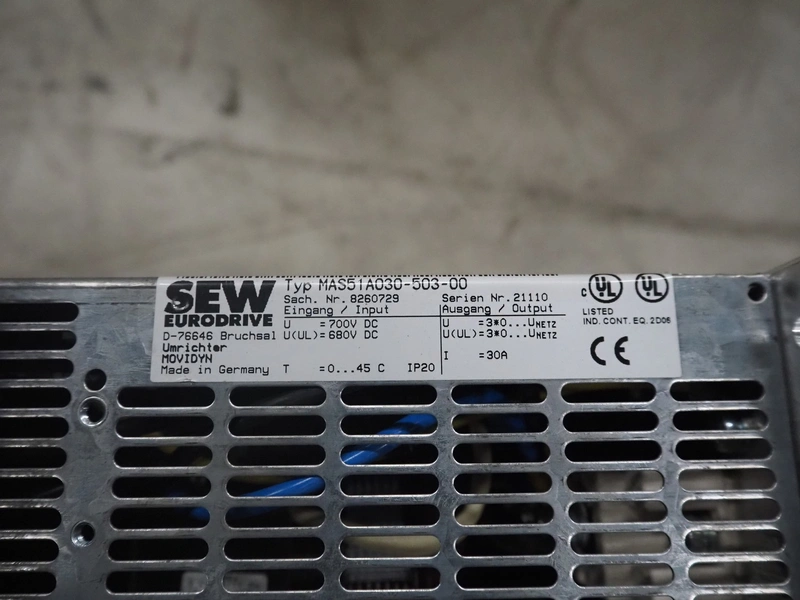 SEW
EURODRIVE
D-76646 Bruchsal
Umrichter
MOVIDYN
Made in Germany
Typ MAS51A030-503-00
Sach. Nr. 8260729
Serien Nr. 21110
Eingang / Input
U =700V DC
U(UL)=680V DC
T =0...45 C IP20
Ausgang / Output
U =3*0...UNETZ
U(UL)=3*0...UNETZ
I =30A
c UL UL
LISTED
IND. CONT. EQ. 2D06
CE